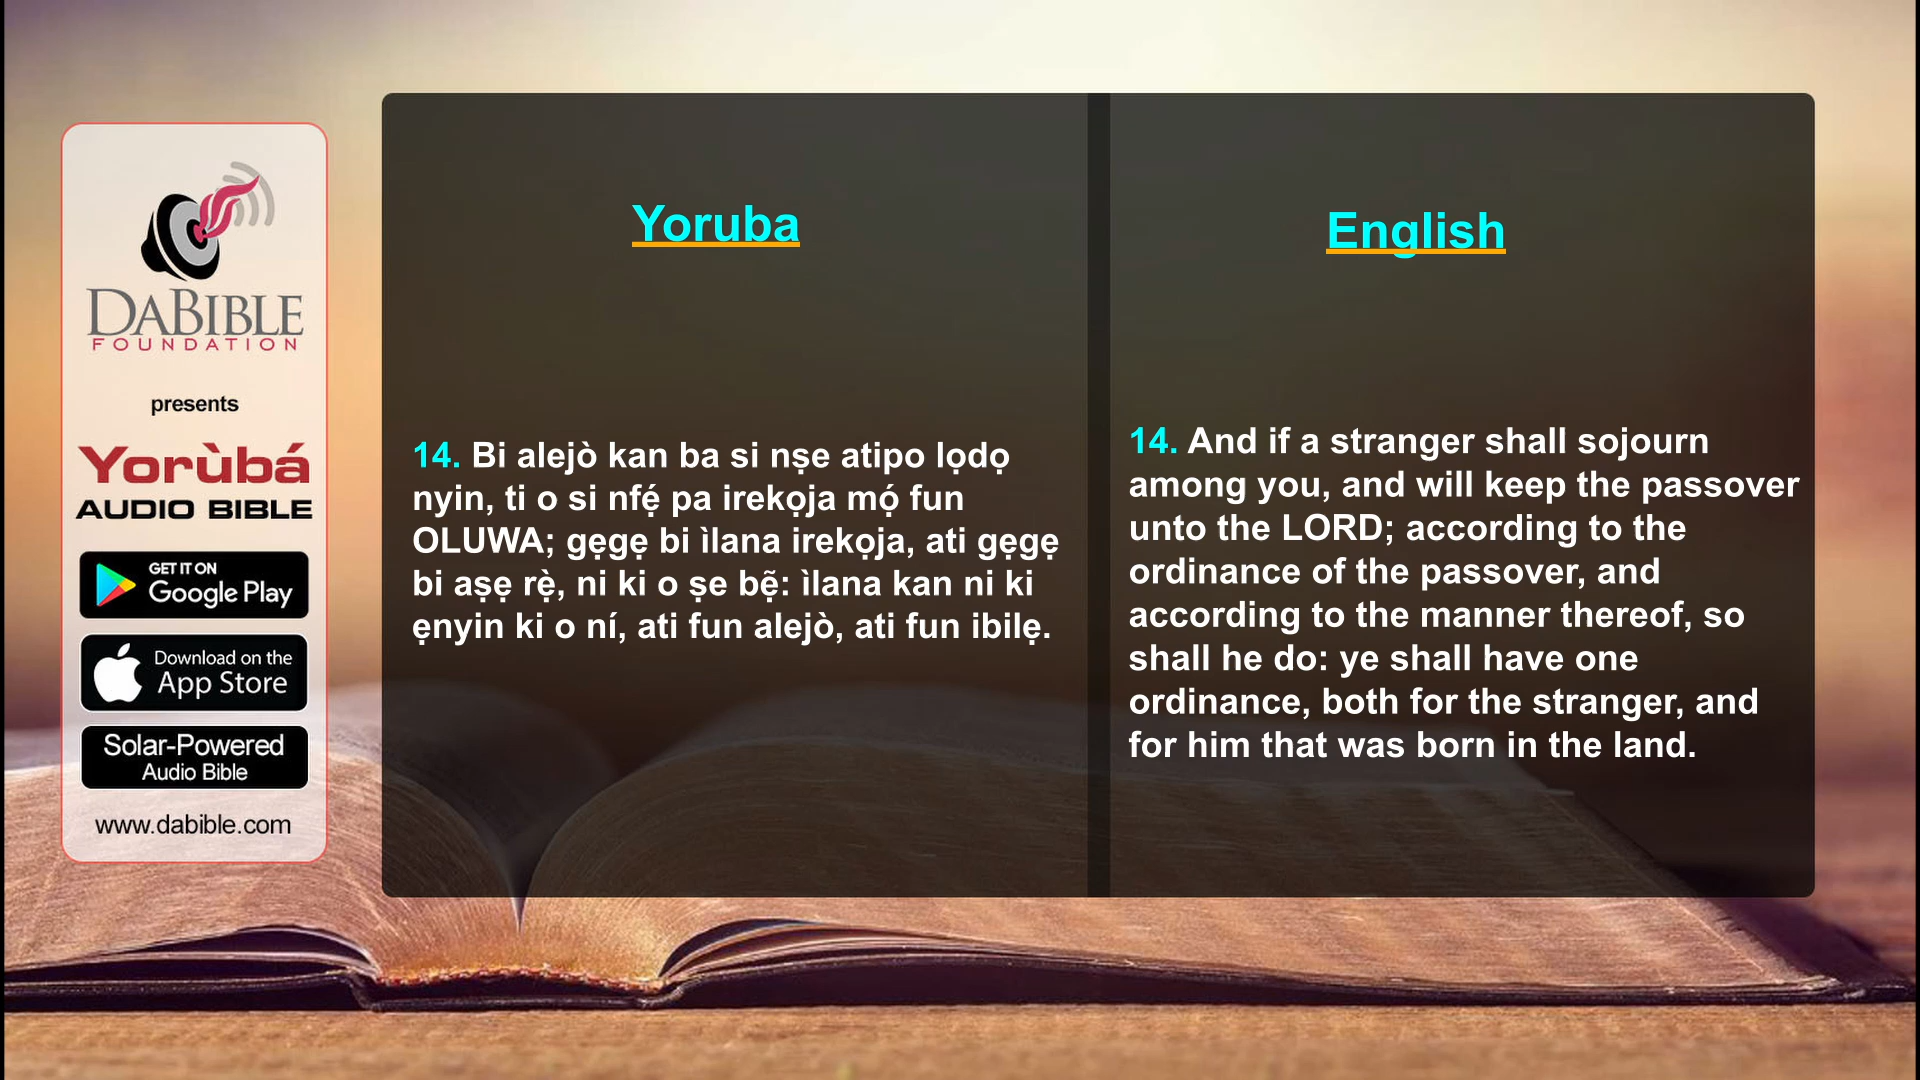 DABIBLE
FOUNDATION
presents
Yorùbá
AUDIO BIBLE
GET IT ON
Google Play
Download on the
App Store
Solar-Powered
Audio Bible
www.dabible.com
Yoruba
14. Bi alejò kan ba si nṣe atipo lọdọ
nyin, ti o si nfẹ́ pa irekọja mọ́ fun
OLUWA; gẹgẹ bi ìlana irekọja, ati gẹgẹ
bi aṣẹ rẹ̀, ni ki o ṣe bẹ̃: ìlana kan ni ki
ẹnyin ki o ní, ati fun alejò, ati fun ibilẹ.
English
14. And if a stranger shall sojourn
among you, and will keep the passover
unto the LORD; according to the
ordinance of the passover, and
according to the manner thereof, so
shall he do: ye shall have one
ordinance, both for the stranger, and
for him that was born in the land.